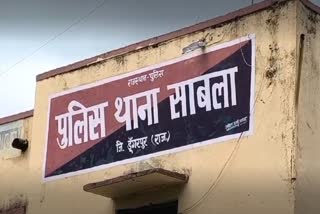 राजस्थान-पुलिस
पुलिस थाना साबला
जि. डूँगरपुर (राज.)